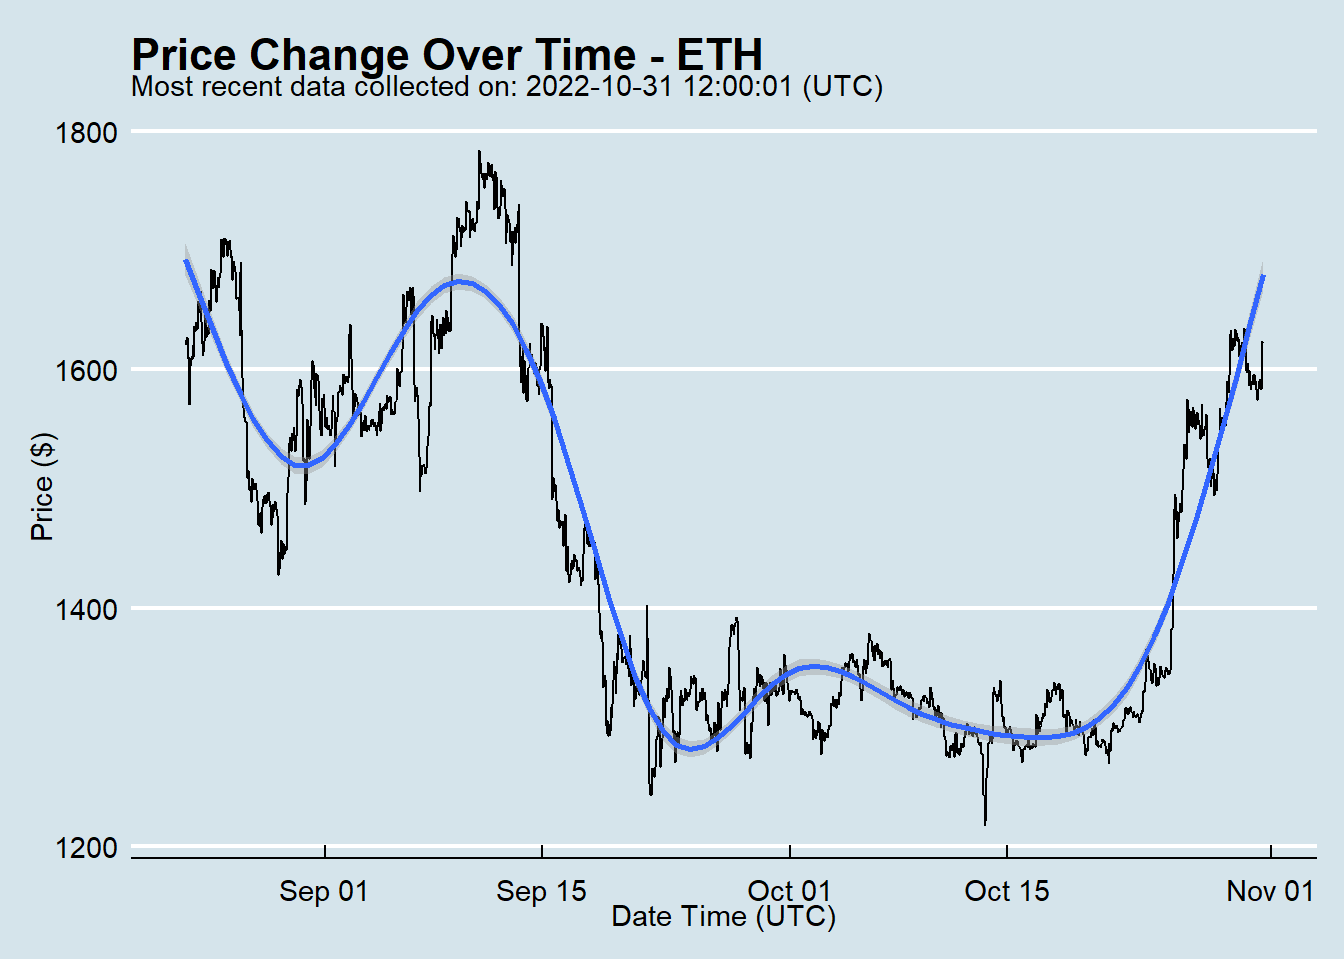 Price Change Over Time - ETH
Most recent data collected on: 2022-10-31 12:00:01 (UTC)
1800
1600
1400
1200
Price ($)
Sep 01
Sep 15
Oct 01
Oct 15
Nov 01
Date Time (UTC)